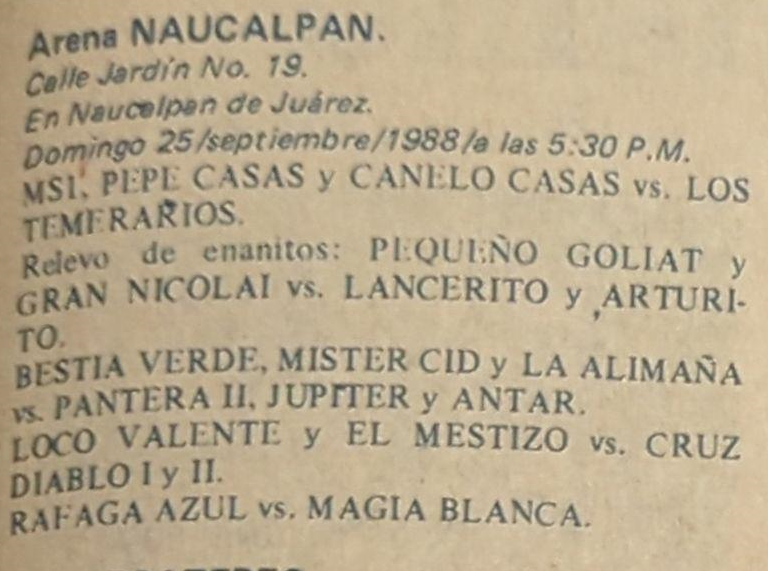 Arena NAUCALPAN.
Calle Jardín No. 19.
En Naucalpan de Juárez.
Domingo 25/septiembre/1988/a las 5:30 P.M.
MS1, PEPE CASAS y CANELO CASAS vs. LOS
TEMERARIOS.
Relevo de enanitos: PEQUEÑO GOLIAT y
GRAN NICOLAI vs. LANCERITO y ARTURI-
TO.
BESTIA VERDE, MISTER CID y LA ALIMAÑA
vs. PANTERA II, JUPITER y ANTAR.
LOCO VALENTE y EL MESTIZO vs. CRUZ
DIABLO I y II.
RAFAGA AZUL vs. MAGIA BLANCA.